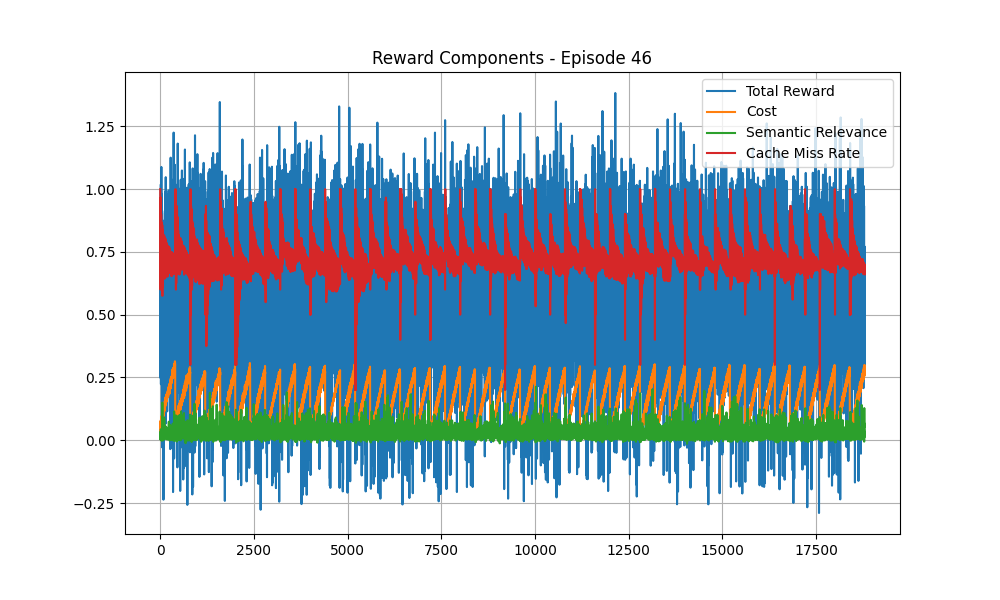 Reward Components - Episode 46
Total Reward
Cost
Semantic Relevance
Cache Miss Rate
1.25
1.00
0.75
0.50
0.25
0.00
−0.25
0 2500 5000 7500 10000 12500 15000 17500